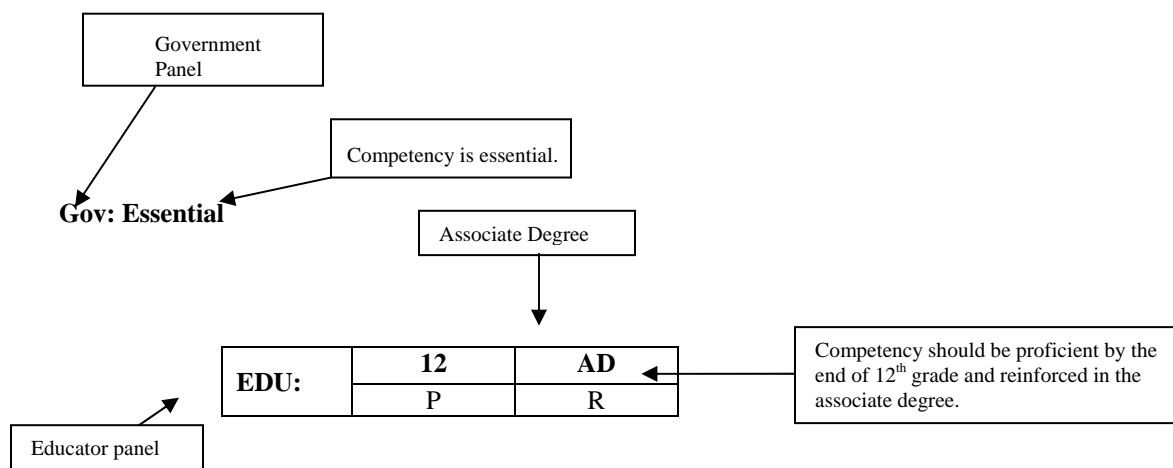 Government
Panel
Competency is essential.
Gov: Essential
Associate Degree
EDU:
12 AD
P R
Competency should be proficient by the
end of 12th grade and reinforced in the
associate degree.
Educator panel